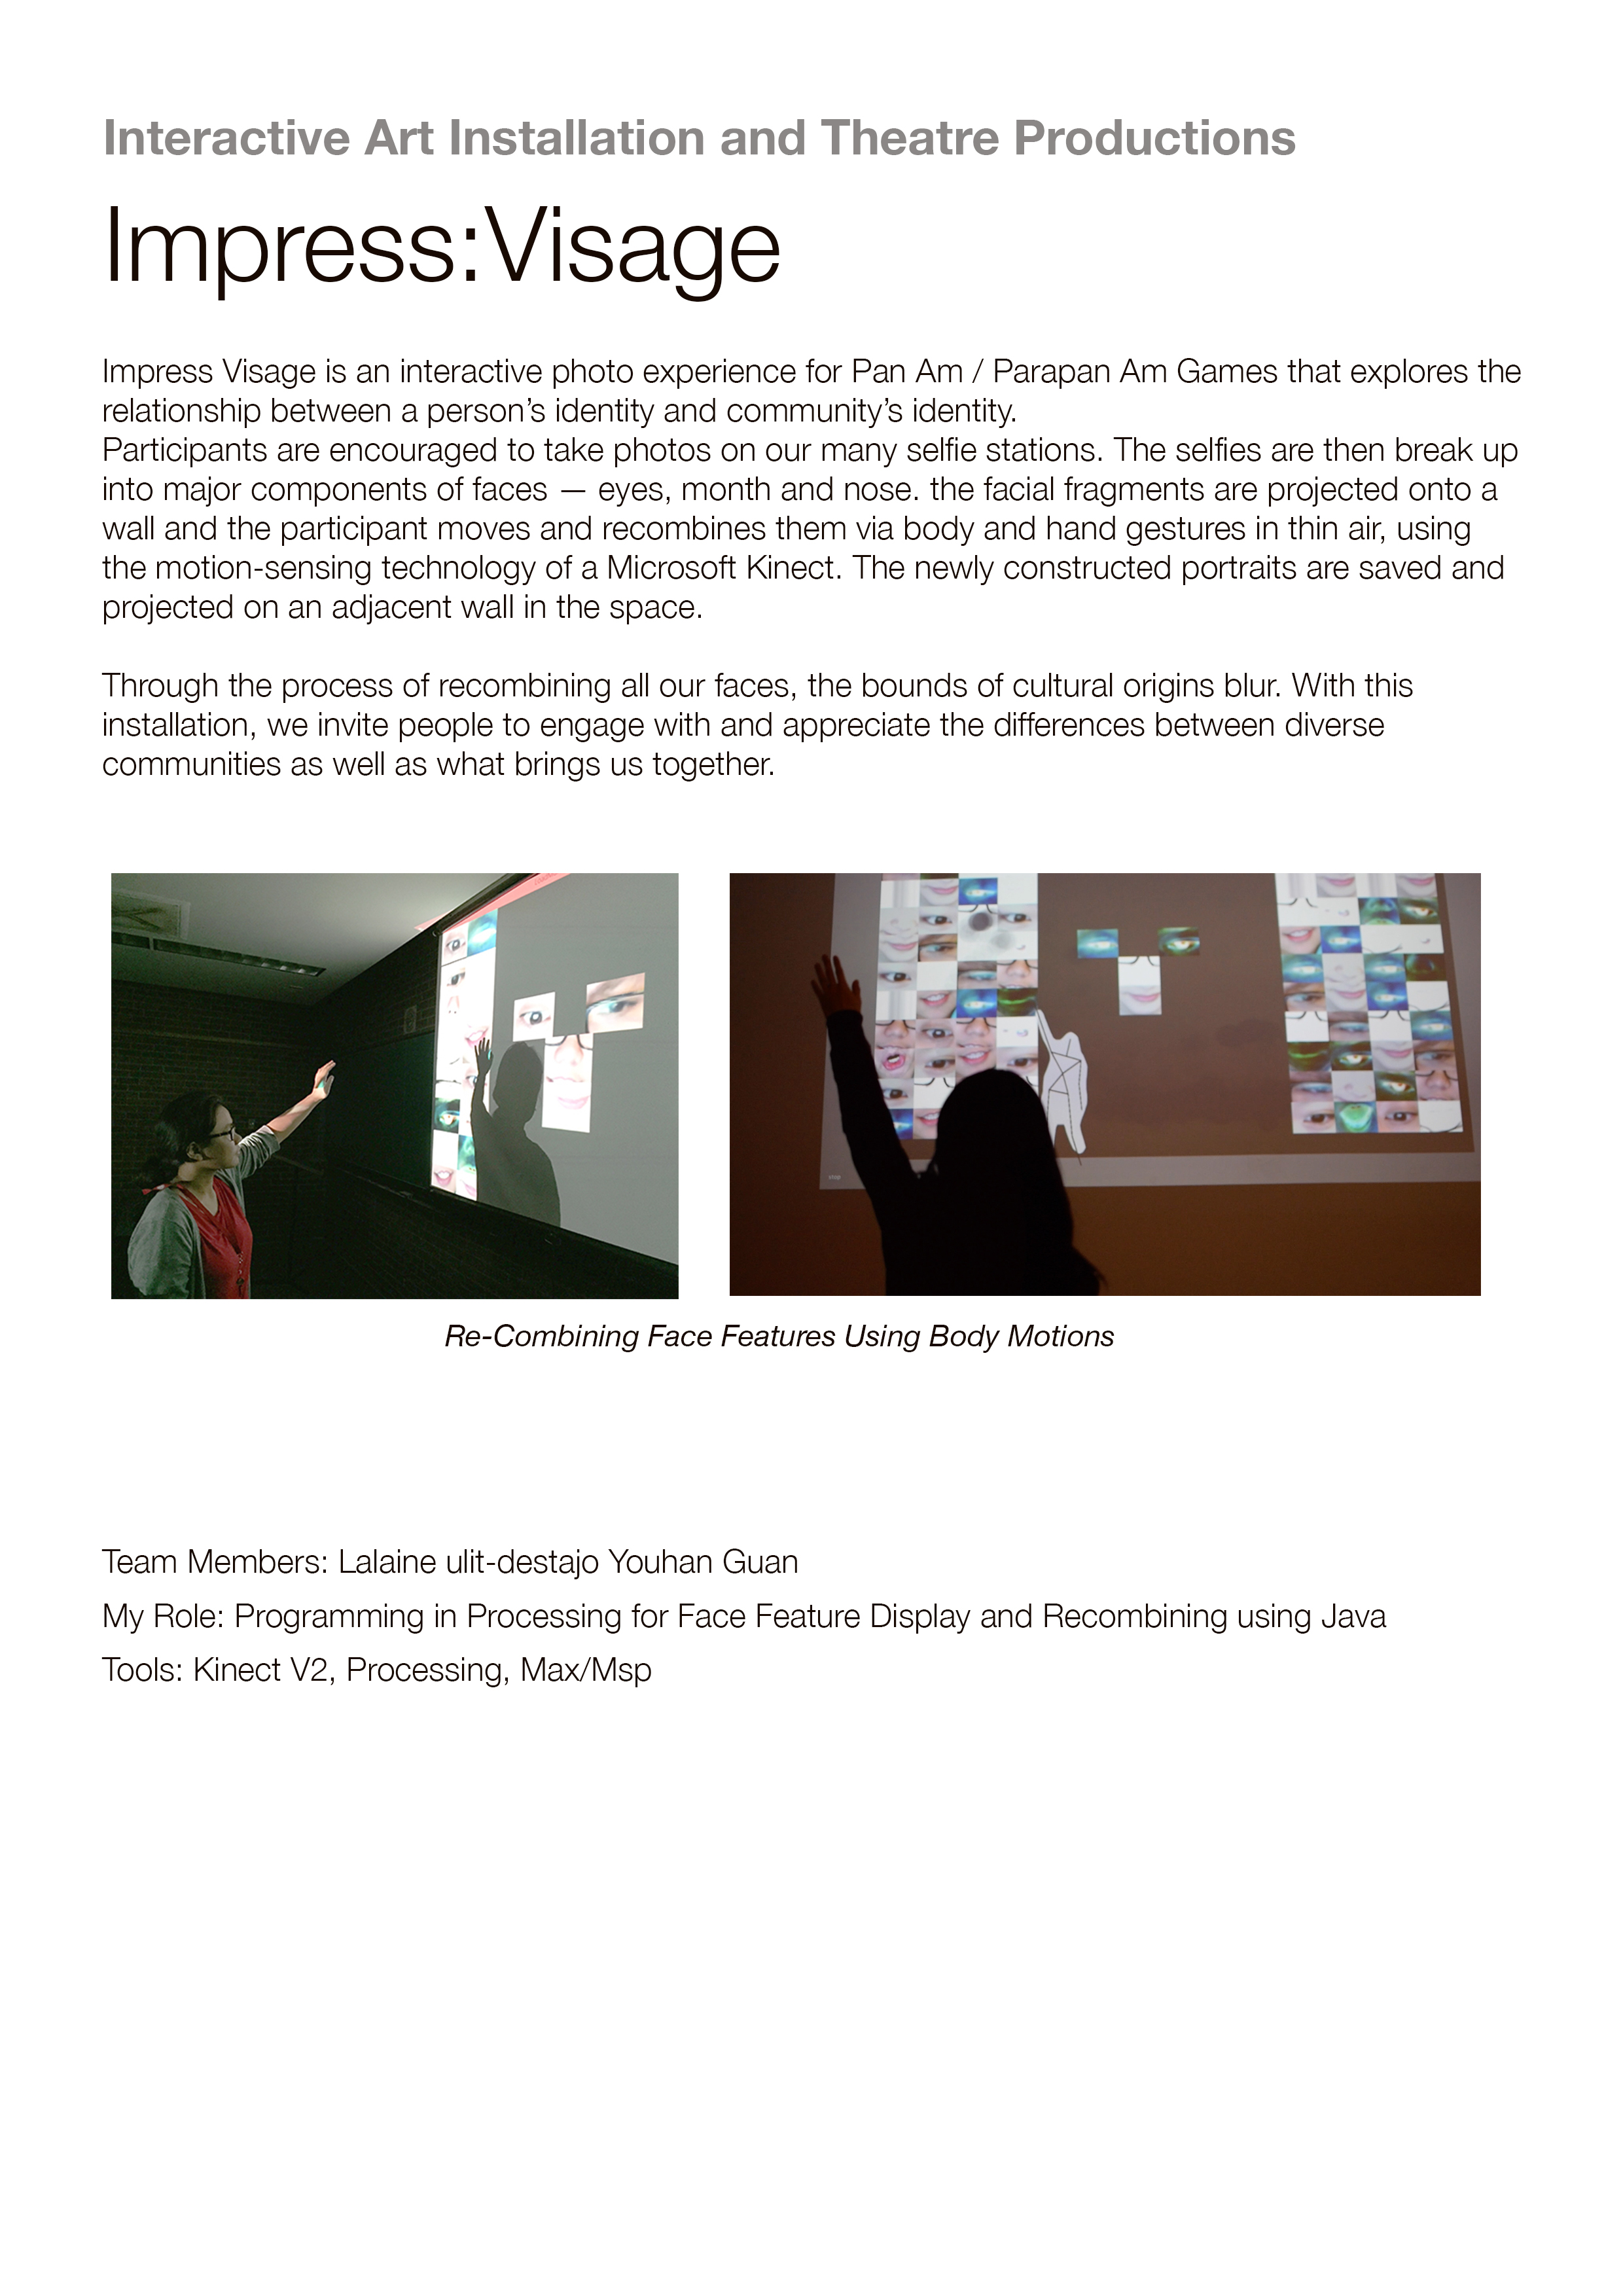 Interactive Art Installation and Theatre Productions
Impress:Visage
Impress Visage is an interactive photo experience for Pan Am / Parapan Am Games that explores the
relationship between a person’s identity and community’s identity.
Participants are encouraged to take photos on our many selfie stations. The selfies are then break up
into major components of faces — eyes, month and nose. the facial fragments are projected onto a
wall and the participant moves and recombines them via body and hand gestures in thin air, using
the motion-sensing technology of a Microsoft Kinect. The newly constructed portraits are saved and
projected on an adjacent wall in the space.
Through the process of recombining all our faces, the bounds of cultural origins blur. With this
installation, we invite people to engage with and appreciate the differences between diverse
communities as well as what brings us together.
Re-Combining Face Features Using Body Motions
Team Members: Lalaine ulit-destajo Youhan Guan
My Role: Programming in Processing for Face Feature Display and Recombining using Java
Tools: Kinect V2, Processing, Max/Msp